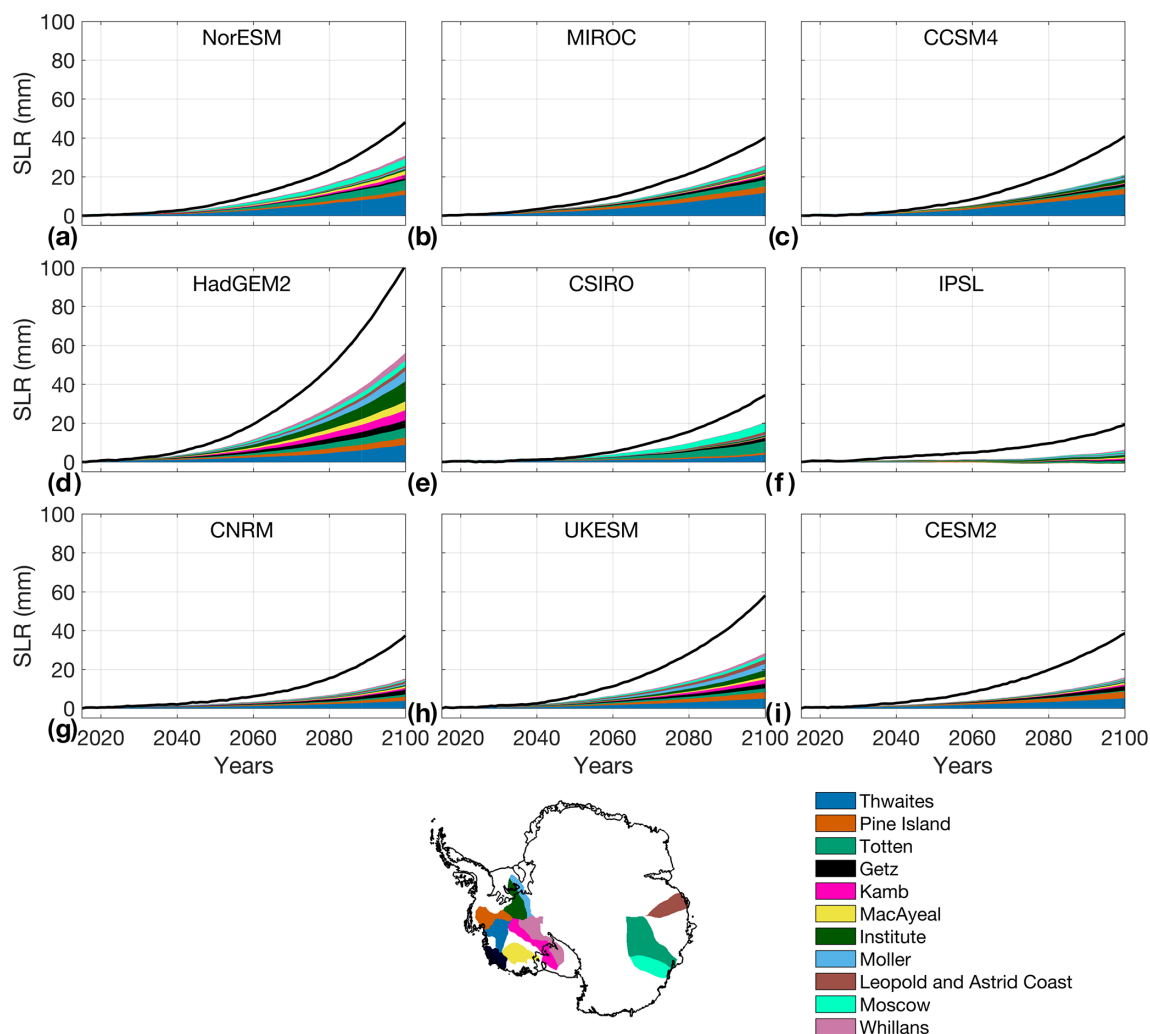 100
80
60
40
20
0
SLR (mm)
NorESM
MIROC
CCSM4
(a)
(b)
(c)
100
80
60
40
20
0
SLR (mm)
HadGEM2
CSIRO
IPSL
(d)
(e)
(f)
100
80
60
40
20
0
SLR (mm)
CNRM
UKESM
CESM2
(g)
(h)
(i)
2020 2040 2060 2080 2100
2020 2040 2060 2080 2100
2020 2040 2060 2080 2100
Years
Years
Years
Thwaites
Pine Island
Totten
Getz
Kamb
MacAyeal
Institute
Moller
Leopold and Astrid Coast
Moscow
Whillans